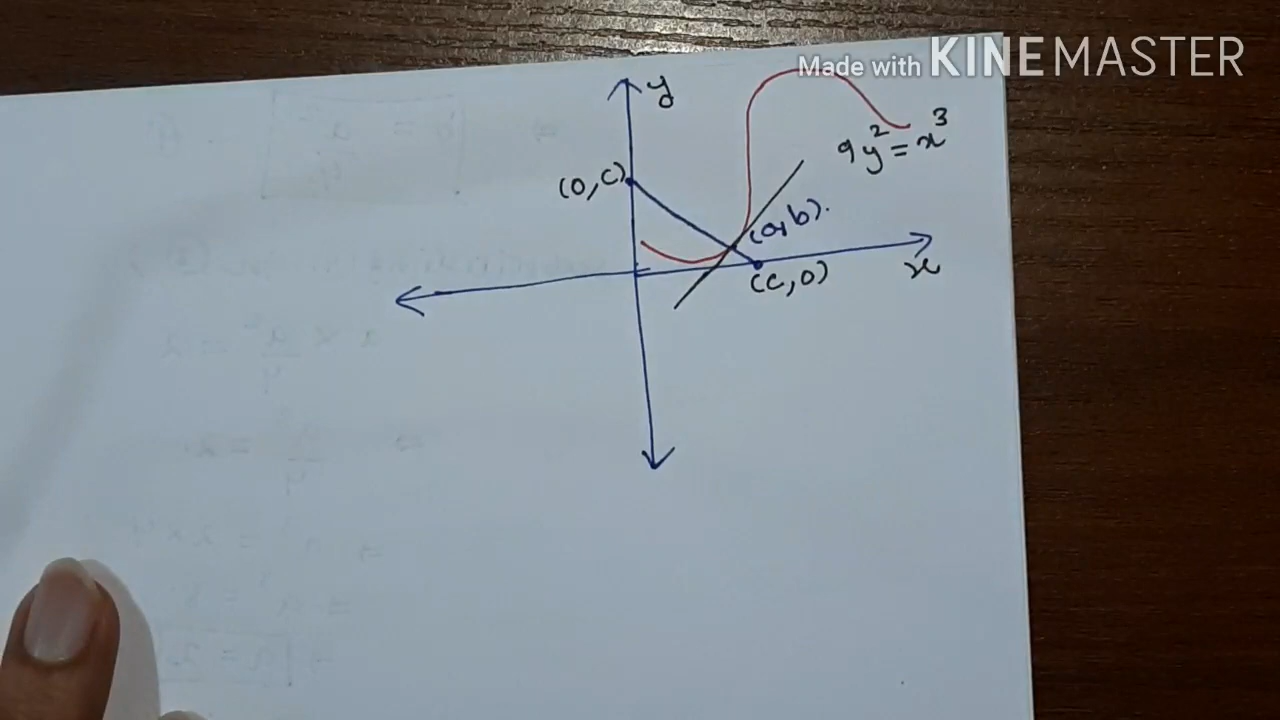 Made with KINEMASTER
y
9y² = x³
(0, C)
(a, b).
x
(C, 0)